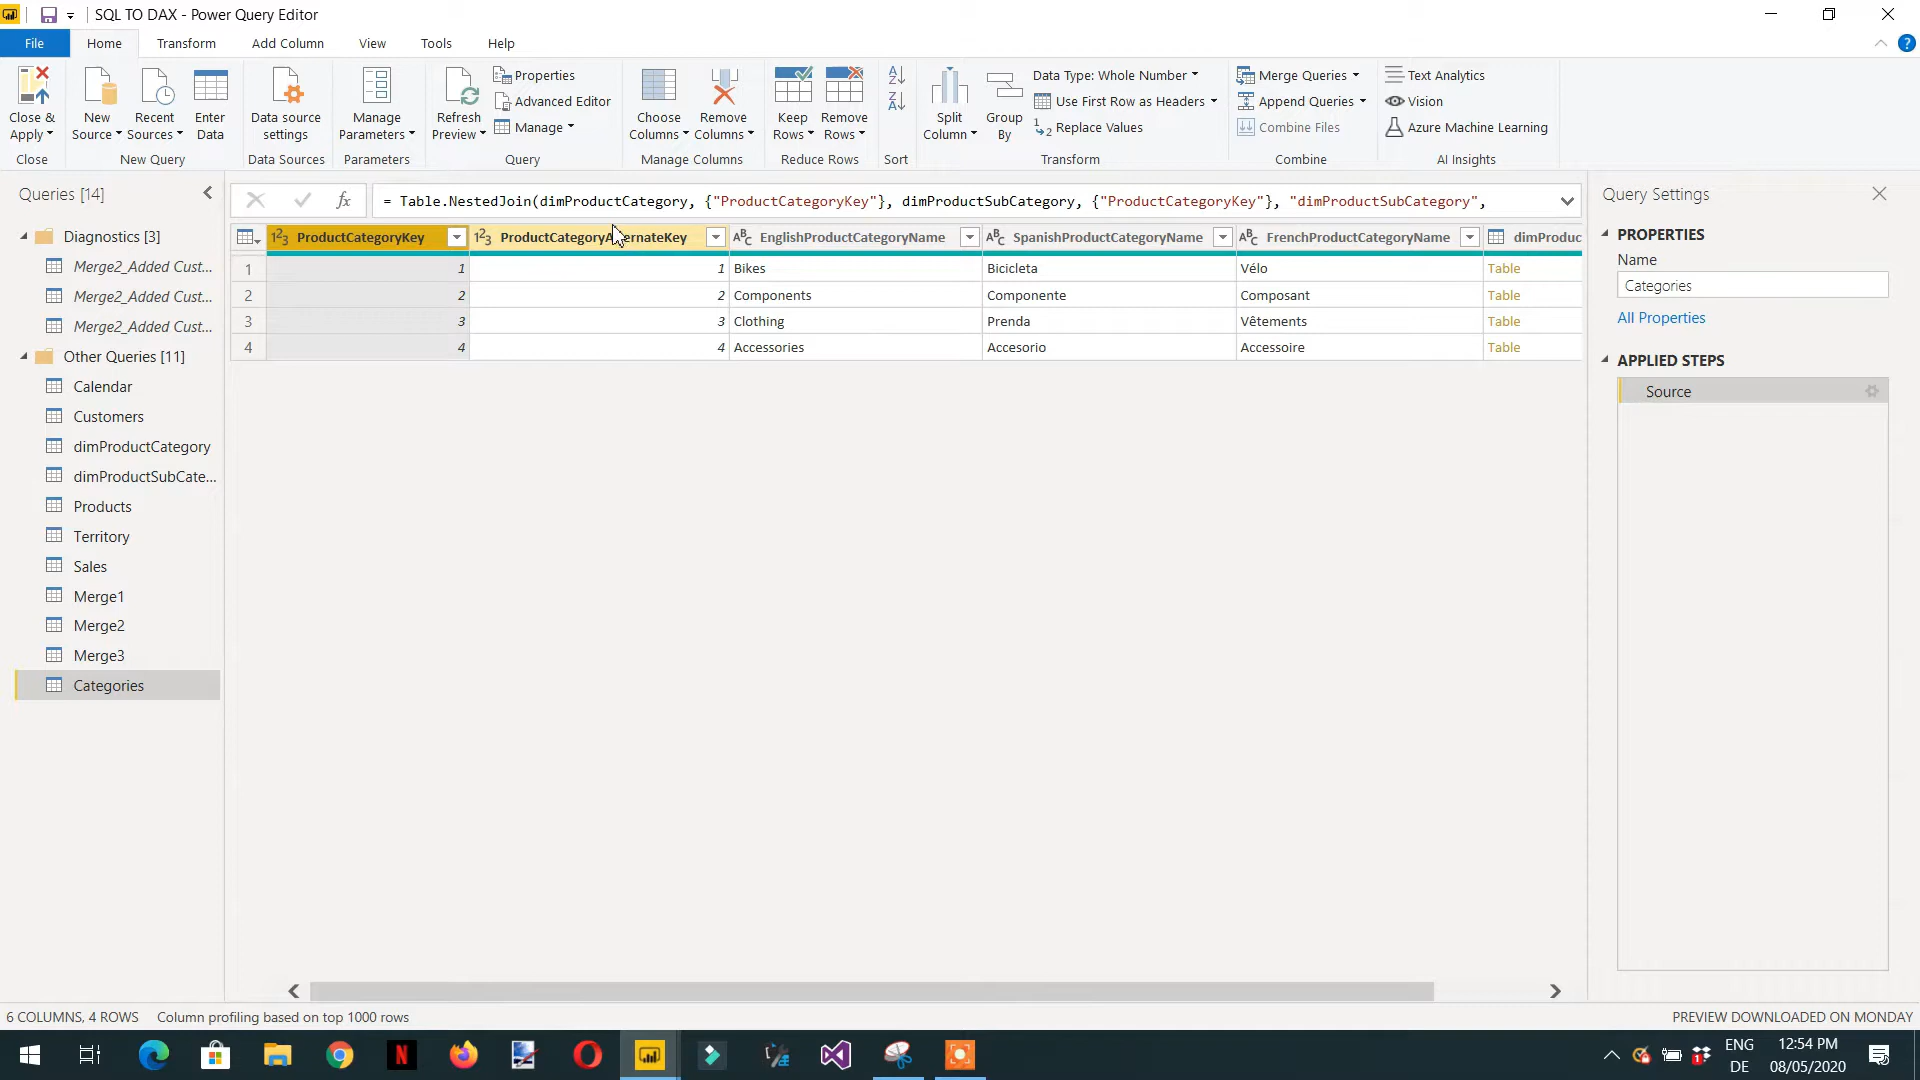 SQL TO DAX - Power Query Editor
File Home Transform Add Column View Tools Help
Close & Apply
New Source
Recent Sources
Enter Data
Data source settings
Manage Parameters
Refresh Preview
Properties
Advanced Editor
Manage
Choose Columns
Remove Columns
Keep Rows
Remove Rows
Split Column
Group By
Data Type: Whole Number
Use First Row as Headers
Replace Values
Merge Queries
Append Queries
Combine Files
Text Analytics
Vision
Azure Machine Learning
Close New Query Data Sources Parameters Query Manage Columns Reduce Rows Sort Transform Combine AI Insights
Queries [14]
Diagnostics [3]
Merge2_Added Cust...
Merge2_Added Cust...
Merge2_Added Cust...
Other Queries [11]
Calendar
Customers
dimProductCategory
dimProductSubCate...
Products
Territory
Sales
Merge1
Merge2
Merge3
Categories
fx = Table.NestedJoin(dimProductCategory, {"ProductCategoryKey"}, dimProductSubCategory, {"ProductCategoryKey"}, "dimProductSubCategory",
ProductCategoryKey ProductCategoryAlternateKey EnglishProductCategoryName SpanishProductCategoryName FrenchProductCategoryName dimProduc
1 1 1 Bikes Bicicleta Vélo Table
2 2 2 Components Componente Composant Table
3 3 3 Clothing Prenda Vêtements Table
4 4 4 Accessories Accesorio Accessoire Table
Query Settings
PROPERTIES
Name
Categories
All Properties
APPLIED STEPS
Source
6 COLUMNS, 4 ROWS Column profiling based on top 1000 rows PREVIEW DOWNLOADED ON MONDAY
ENG 12:54 PM
DE 08/05/2020